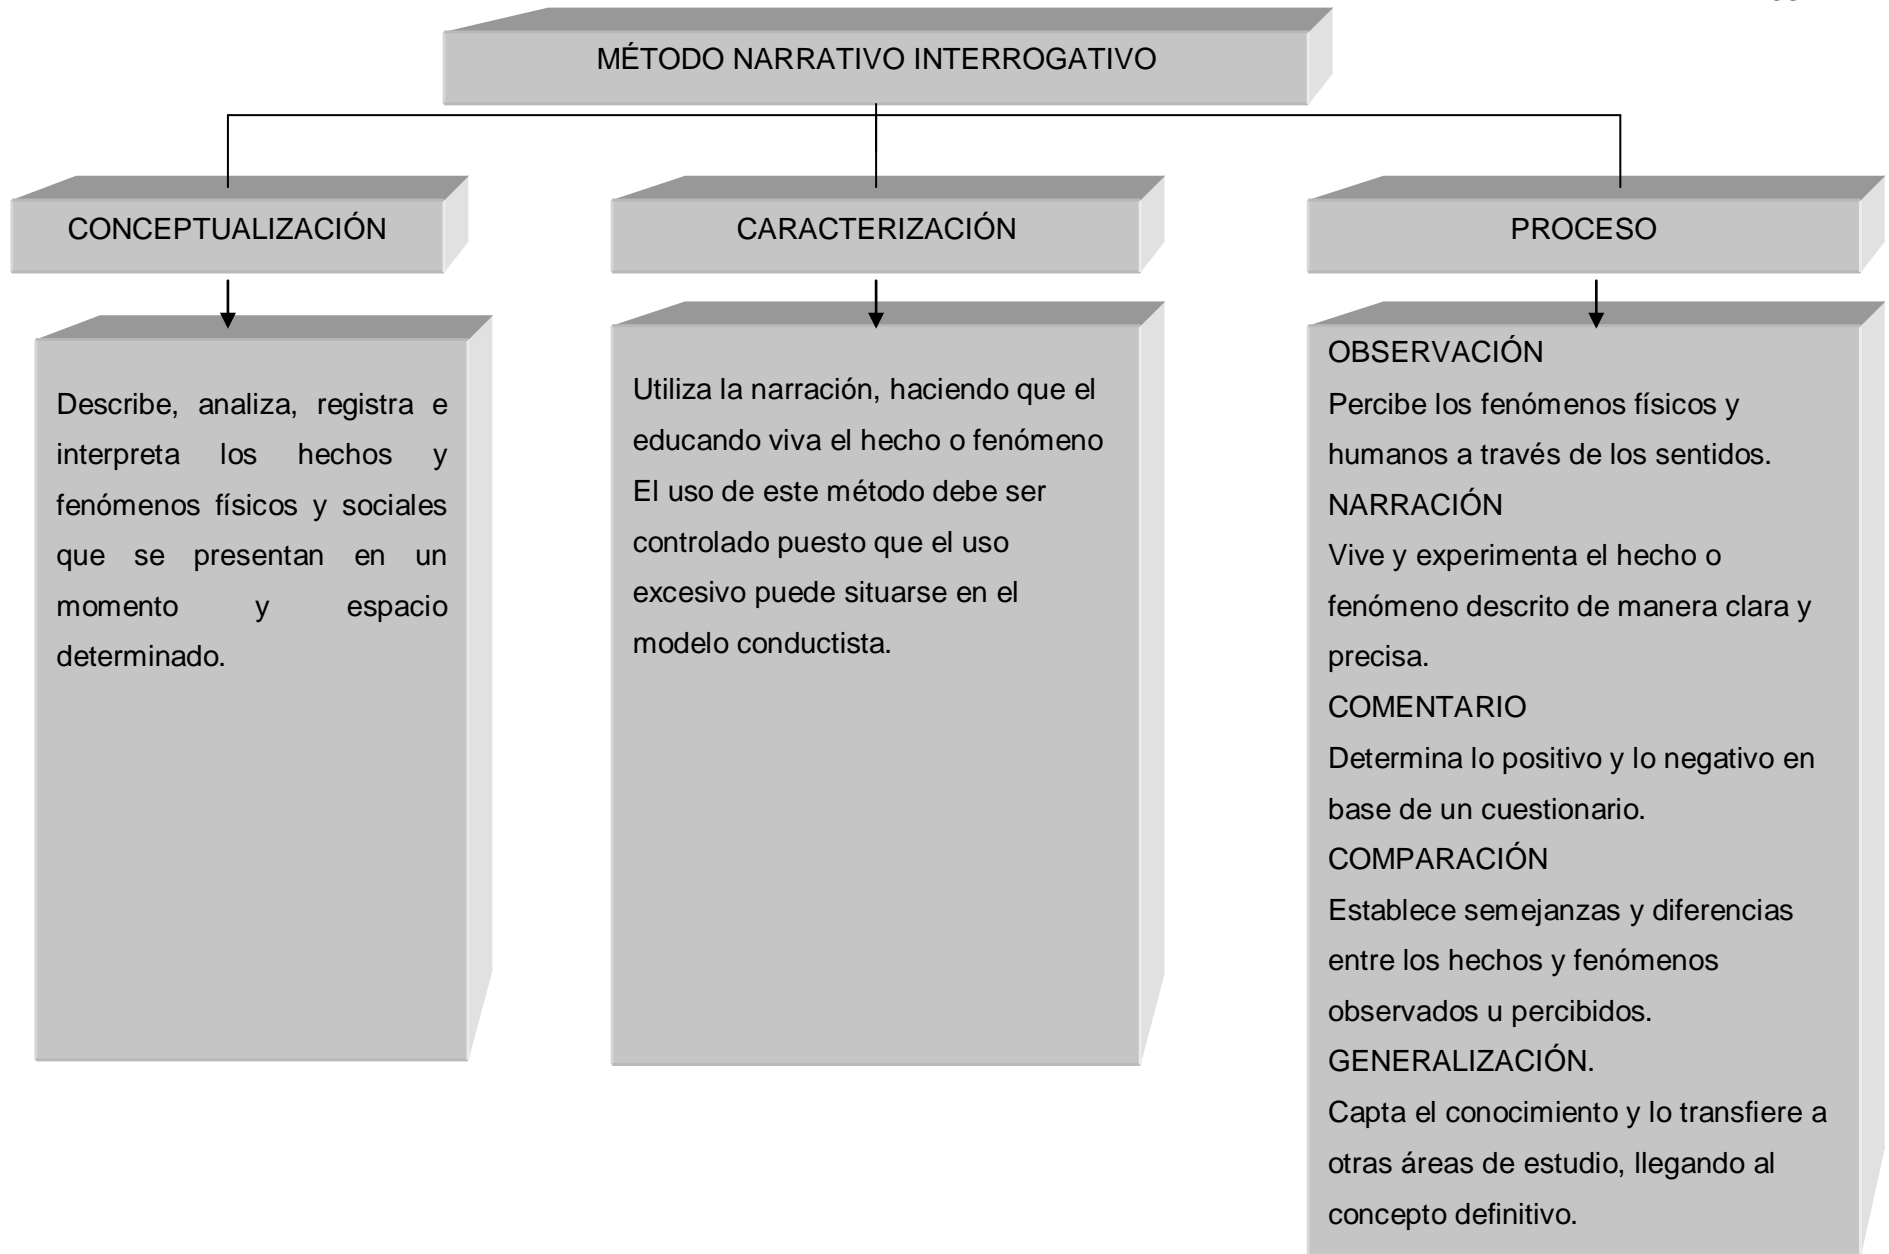 MÉTODO NARRATIVO INTERROGATIVO
CONCEPTUALIZACIÓN
Describe, analiza, registra e
interpreta los hechos y
fenómenos físicos y sociales
que se presentan en un
momento y espacio
determinado.
CARACTERIZACIÓN
Utiliza la narración, haciendo que el
educando viva el hecho o fenómeno
El uso de este método debe ser
controlado puesto que el uso
excesivo puede situarse en el
modelo conductista.
PROCESO
OBSERVACIÓN
Percibe los fenómenos físicos y
humanos a través de los sentidos.
NARRACIÓN
Vive y experimenta el hecho o
fenómeno descrito de manera clara y
precisa.
COMENTARIO
Determina lo positivo y lo negativo en
base de un cuestionario.
COMPARACIÓN
Establece semejanzas y diferencias
entre los hechos y fenómenos
observados u percibidos.
GENERALIZACIÓN.
Capta el conocimiento y lo transfiere a
otras áreas de estudio, llegando al
concepto definitivo.